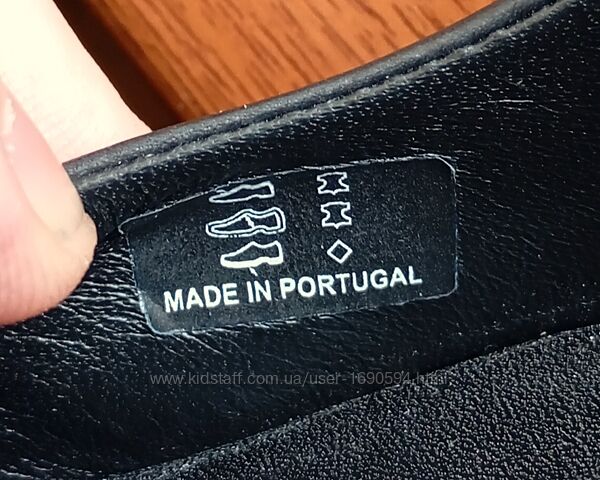 MADE IN PORTUGAL
www.kidstaff.com.ua/user-1690594.html